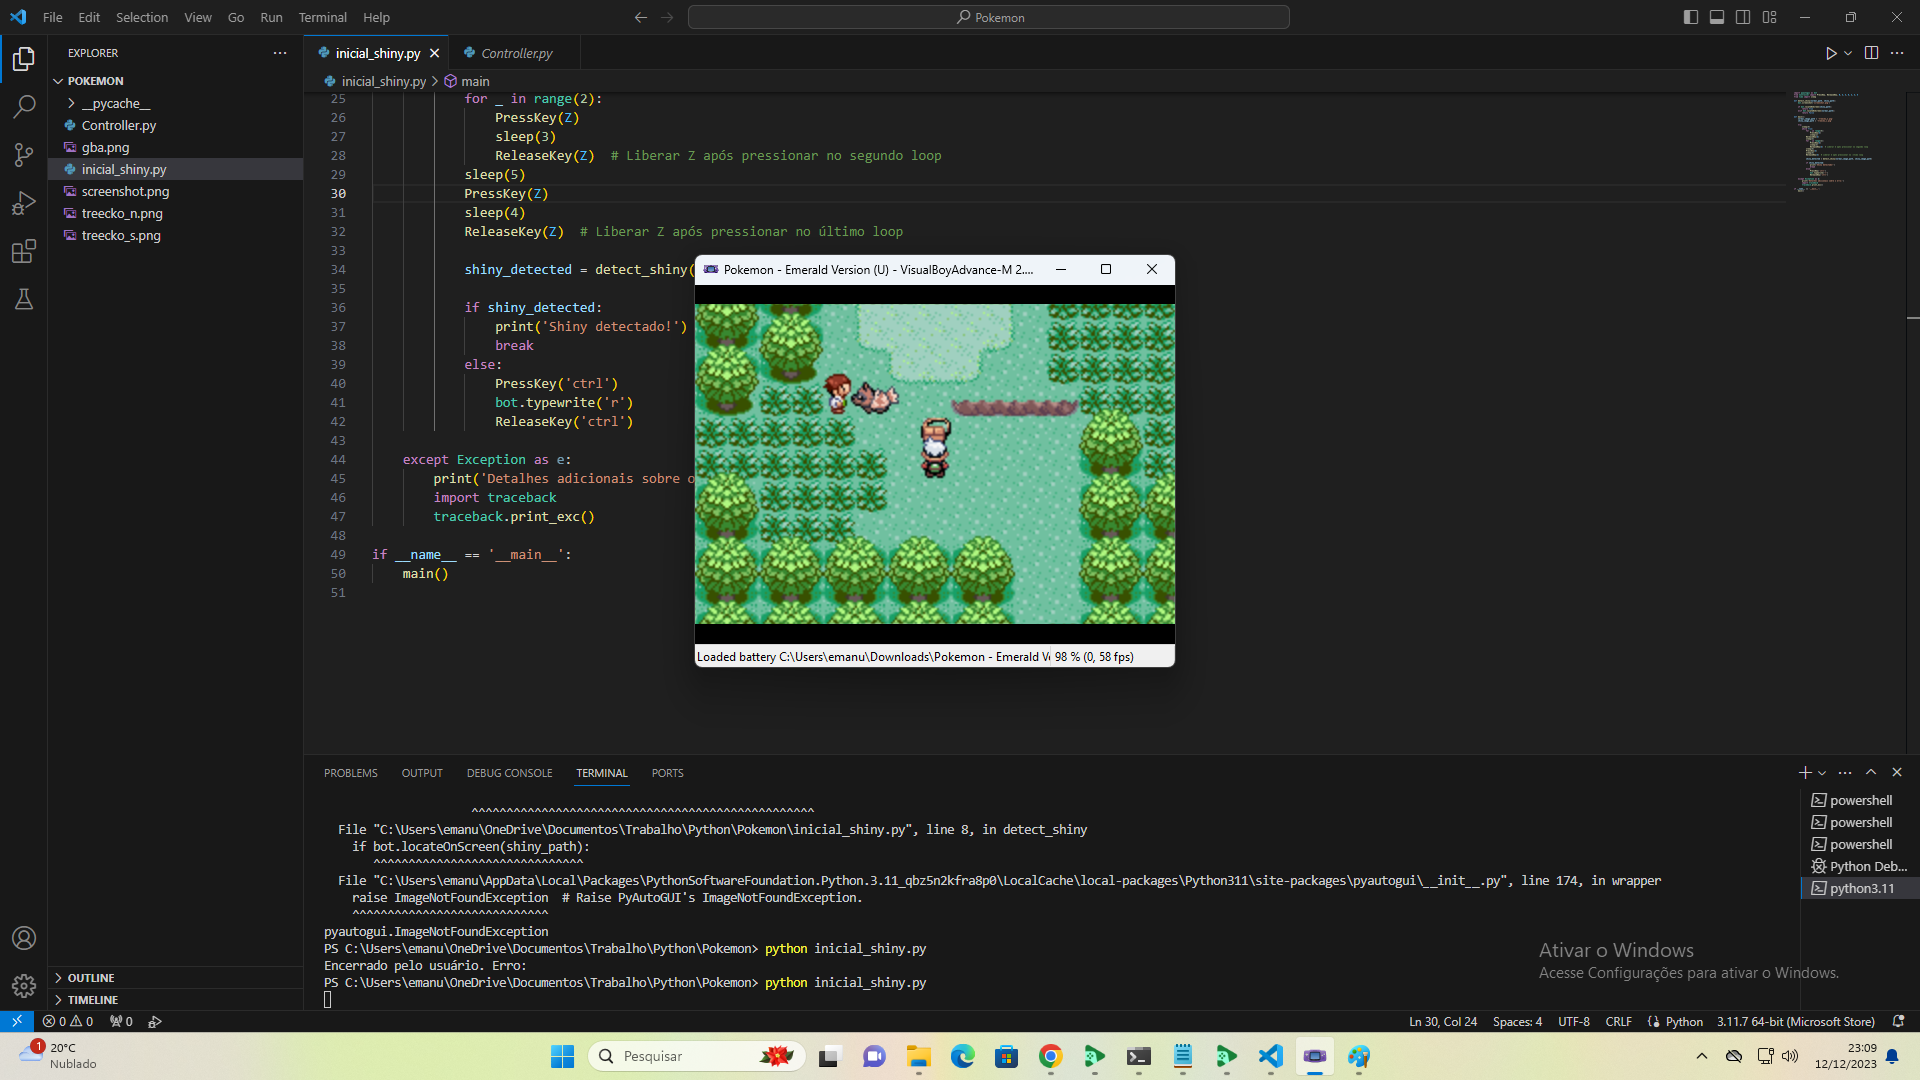 File Edit Selection View Go Run Terminal Help
Pokemon
EXPLORER
POKEMON
__pycache__
Controller.py
gba.png
inicial_shiny.py
screenshot.png
treecko_n.png
treecko_s.png
OUTLINE
TIMELINE
inicial_shiny.py
Controller.py
inicial_shiny.py > main
25 for _ in range(2):
26 PressKey(Z)
27 sleep(3)
28 ReleaseKey(Z) # Liberar Z após pressionar no segundo loop
29 sleep(5)
30 PressKey(Z)
31 sleep(4)
32 ReleaseKey(Z) # Liberar Z após pressionar no último loop
33
34 shiny_detected = detect_shiny(
35
36 if shiny_detected:
37 print('Shiny detectado!')
38 break
39 else:
40 PressKey('ctrl')
41 bot.typewrite('r')
42 ReleaseKey('ctrl')
43
44 except Exception as e:
45 print('Detalhes adicionais sobre o
46 import traceback
47 traceback.print_exc()
48
49 if __name__ == '__main__':
50 main()
51
Pokemon - Emerald Version (U) - VisualBoyAdvance-M 2....
Loaded battery C:\Users\emanu\Downloads\Pokemon - Emerald Ve 98 % (0, 58 fps)
PROBLEMS OUTPUT DEBUG CONSOLE TERMINAL PORTS
^^^^^^^^^^^^^^^^^^^^^^^^^^^^^^^^^^^^^^^^^^^^^^^^^
File "C:\Users\emanu\OneDrive\Documentos\Trabalho\Python\Pokemon\inicial_shiny.py", line 8, in detect_shiny
if bot.locateOnScreen(shiny_path):
^^^^^^^^^^^^^^^^^^^^^^^^^^^^^^
File "C:\Users\emanu\AppData\Local\Packages\PythonSoftwareFoundation.Python.3.11_qbz5n2kfra8p0\LocalCache\local-packages\Python311\site-packages\pyautogui\__init__.py", line 174, in wrapper
raise ImageNotFoundException # Raise PyAutoGUI's ImageNotFoundException.
^^^^^^^^^^^^^^^^^^^^^^^^^^^^
pyautogui.ImageNotFoundException
PS C:\Users\emanu\OneDrive\Documentos\Trabalho\Python\Pokemon> python inicial_shiny.py
Encerrado pelo usuário. Erro:
PS C:\Users\emanu\OneDrive\Documentos\Trabalho\Python\Pokemon> python inicial_shiny.py
powershell
powershell
powershell
Python Deb...
python3.11
Ativar o Windows
Acesse Configurações para ativar o Windows.
0 0 0
Ln 30, Col 24 Spaces: 4 UTF-8 CRLF Python 3.11.7 64-bit (Microsoft Store)
1
20°C
Nublado
Pesquisar
23:09
12/12/2023